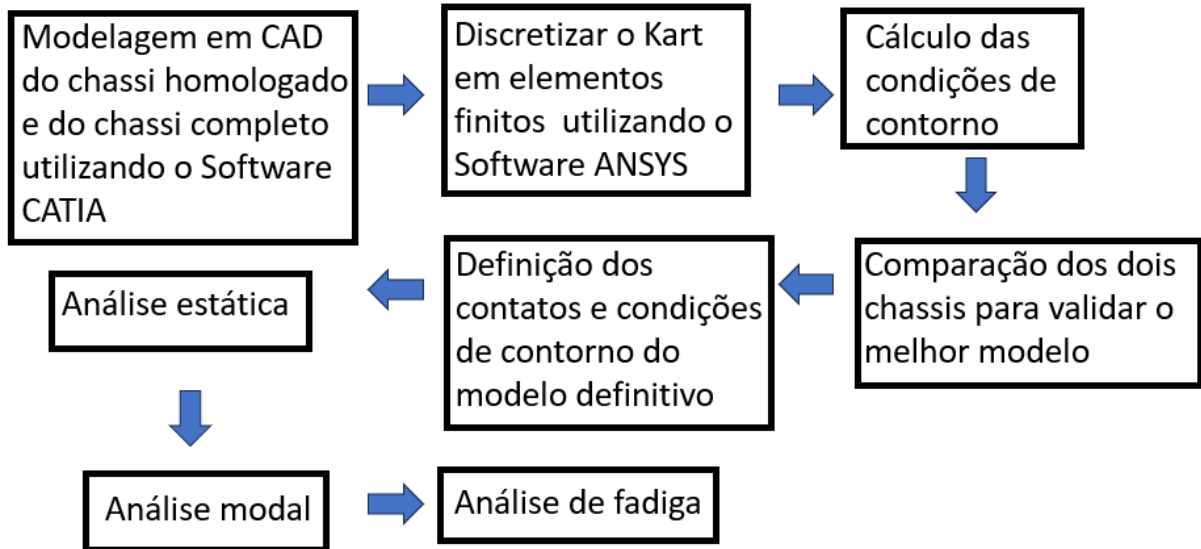 Modelagem em CAD
do chassi homologado
e do chassi completo
utilizando o Software
CATIA
Discretizar o Kart
em elementos
finitos utilizando o
Software ANSYS
Cálculo das
condições de
contorno
Comparação dos dois
chassis para validar o
melhor modelo
Definição dos
contatos e condições
de contorno do
modelo definitivo
Análise estática
Análise modal
Análise de fadiga